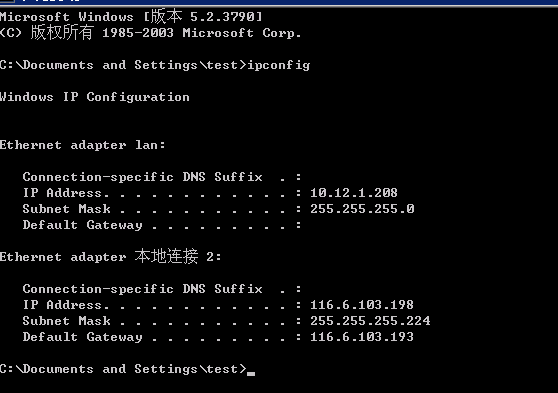 Microsoft Windows [版本 5.2.3790]
(C) 版权所有 1985-2003 Microsoft Corp.
C:\Documents and Settings\test>ipconfig
Windows IP Configuration
Ethernet adapter lan:
Connection-specific DNS Suffix  . :
IP Address. . . . . . . . . . . . : 10.12.1.208
Subnet Mask . . . . . . . . . . . : 255.255.255.0
Default Gateway . . . . . . . . . :
Ethernet adapter 本地连接 2:
Connection-specific DNS Suffix  . :
IP Address. . . . . . . . . . . . : 116.6.103.198
Subnet Mask . . . . . . . . . . . : 255.255.255.224
Default Gateway . . . . . . . . . : 116.6.103.193
C:\Documents and Settings\test>_